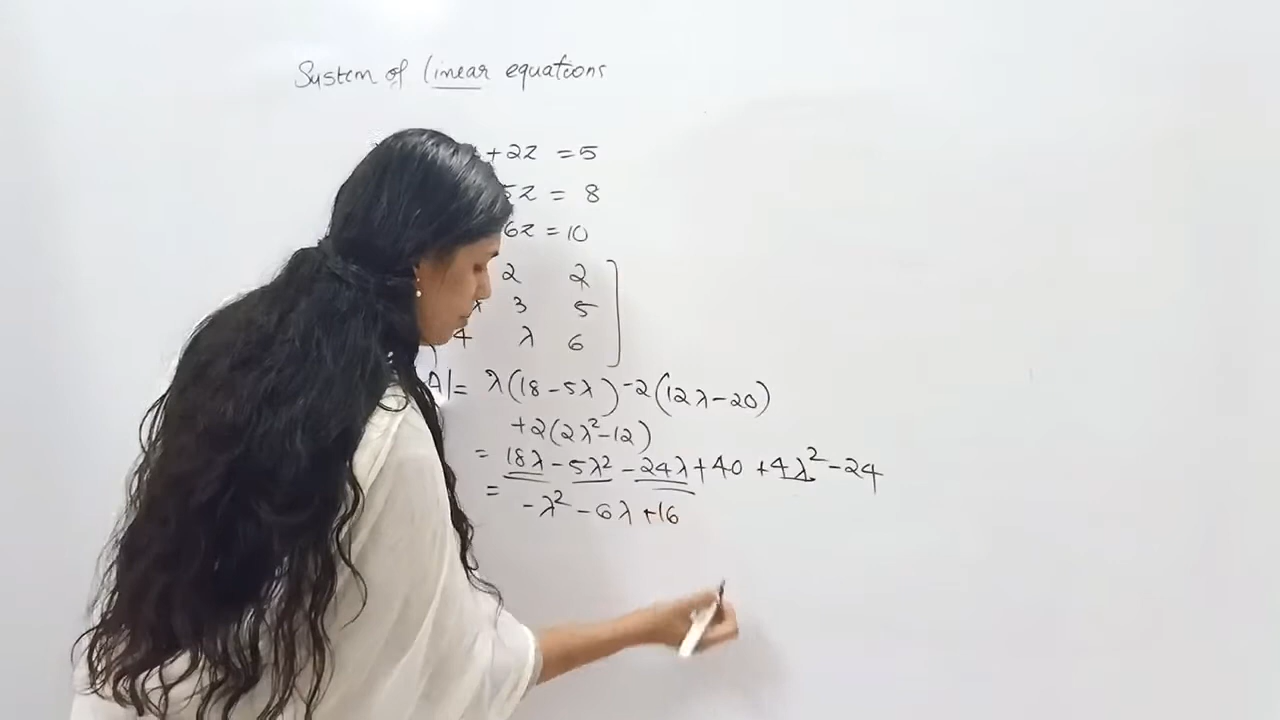 System of linear equations
+2z = 5
5z = 8
6z = 10
2 2
3 5
4 λ 6
A|= λ(18-5λ) -2(12λ-20)
+2(2λ²-12)
= 18λ - 5λ² - 24λ + 40 + 4λ² - 24
= -λ² - 6λ + 16